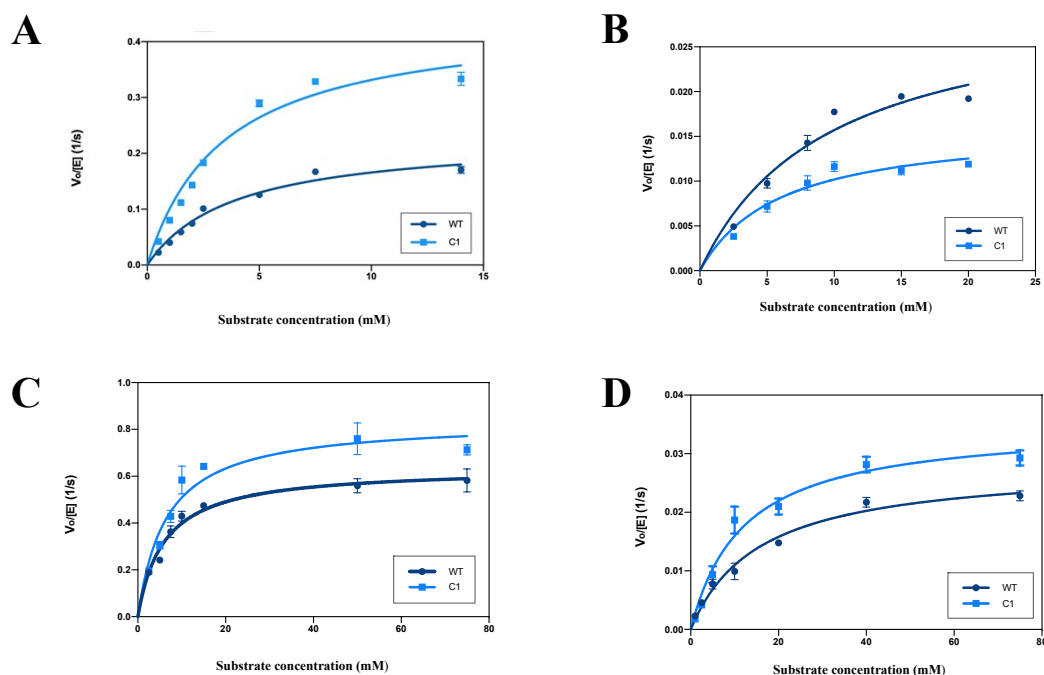 A
V₀/[E] (1/s)
0.4
0.3
0.2
0.1
0.0
0 5 10 15
WT
C1
Substrate concentration (mM)
B
V₀/[E] (1/s)
0.025
0.020
0.015
0.010
0.005
0.000
0 5 10 15 20 25
WT
C1
Substrate concentration (mM)
C
V₀/[E] (1/s)
1.0
0.8
0.6
0.4
0.2
0.0
0 20 40 60 80
WT
C1
Substrate concentration (mM)
D
V₀/[E] (1/s)
0.04
0.03
0.02
0.01
0.00
0 20 40 60 80
WT
C1
Substrate concentration (mM)